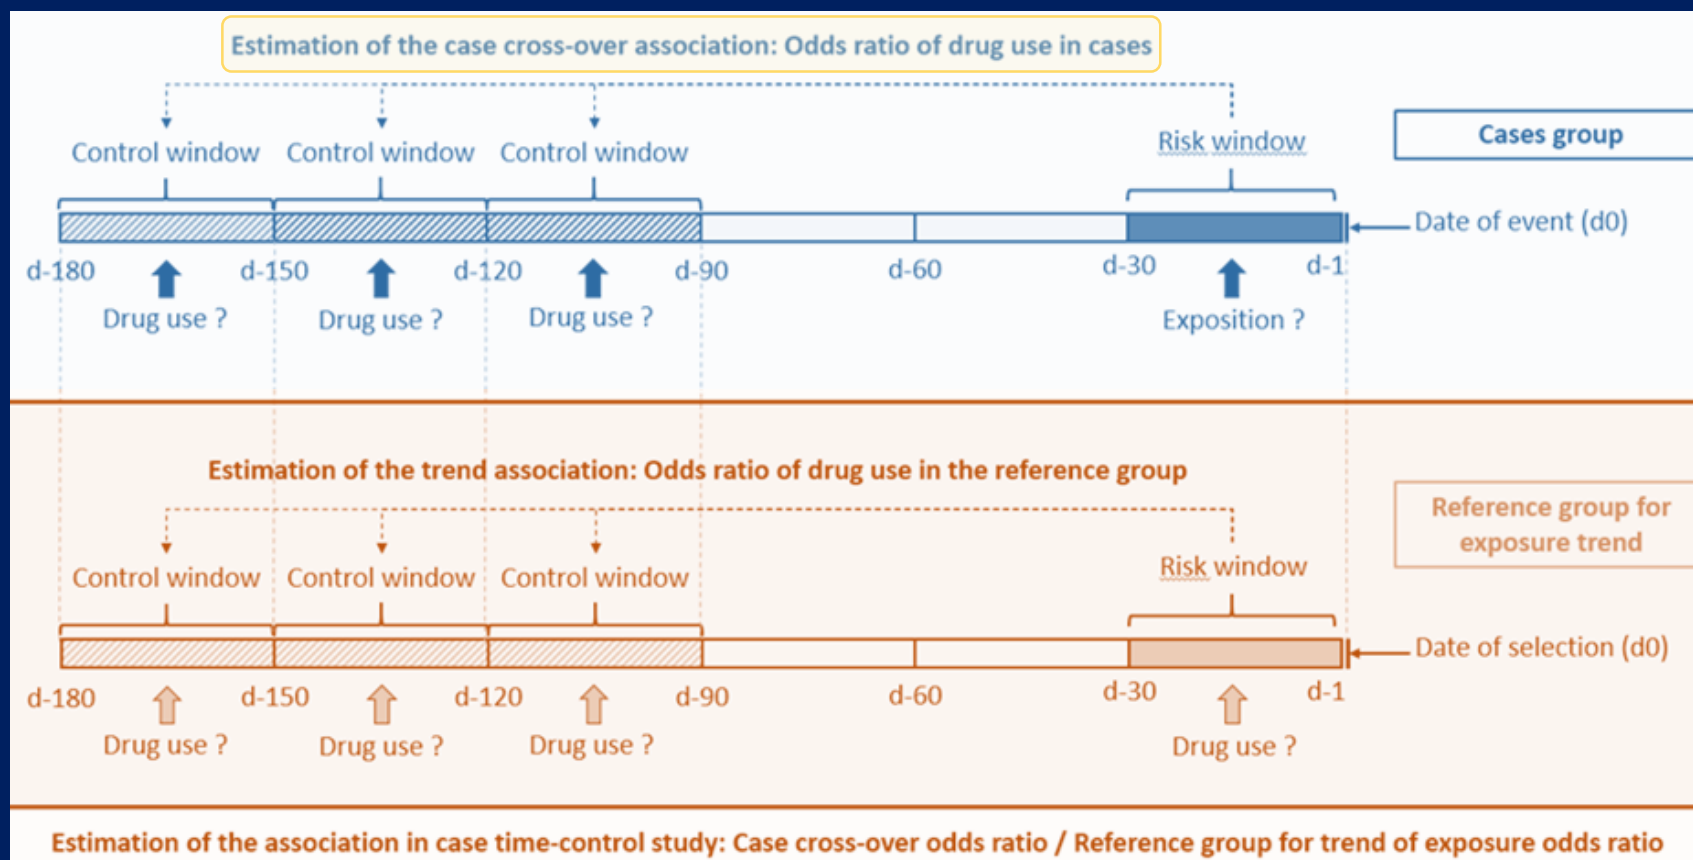 Estimation of the case cross-over association: Odds ratio of drug use in cases
Control window Control window Control window Risk window
Cases group
Date of event (d0)
d-180 d-150 d-120 d-90 d-60 d-30 d-1
Drug use ? Drug use ? Drug use ? Exposition ?
Estimation of the trend association: Odds ratio of drug use in the reference group
Reference group for
exposure trend
Control window Control window Control window Risk window
Date of selection (d0)
d-180 d-150 d-120 d-90 d-60 d-30 d-1
Drug use ? Drug use ? Drug use ? Drug use ?
Estimation of the association in case time-control study: Case cross-over odds ratio / Reference group for trend of exposure odds ratio